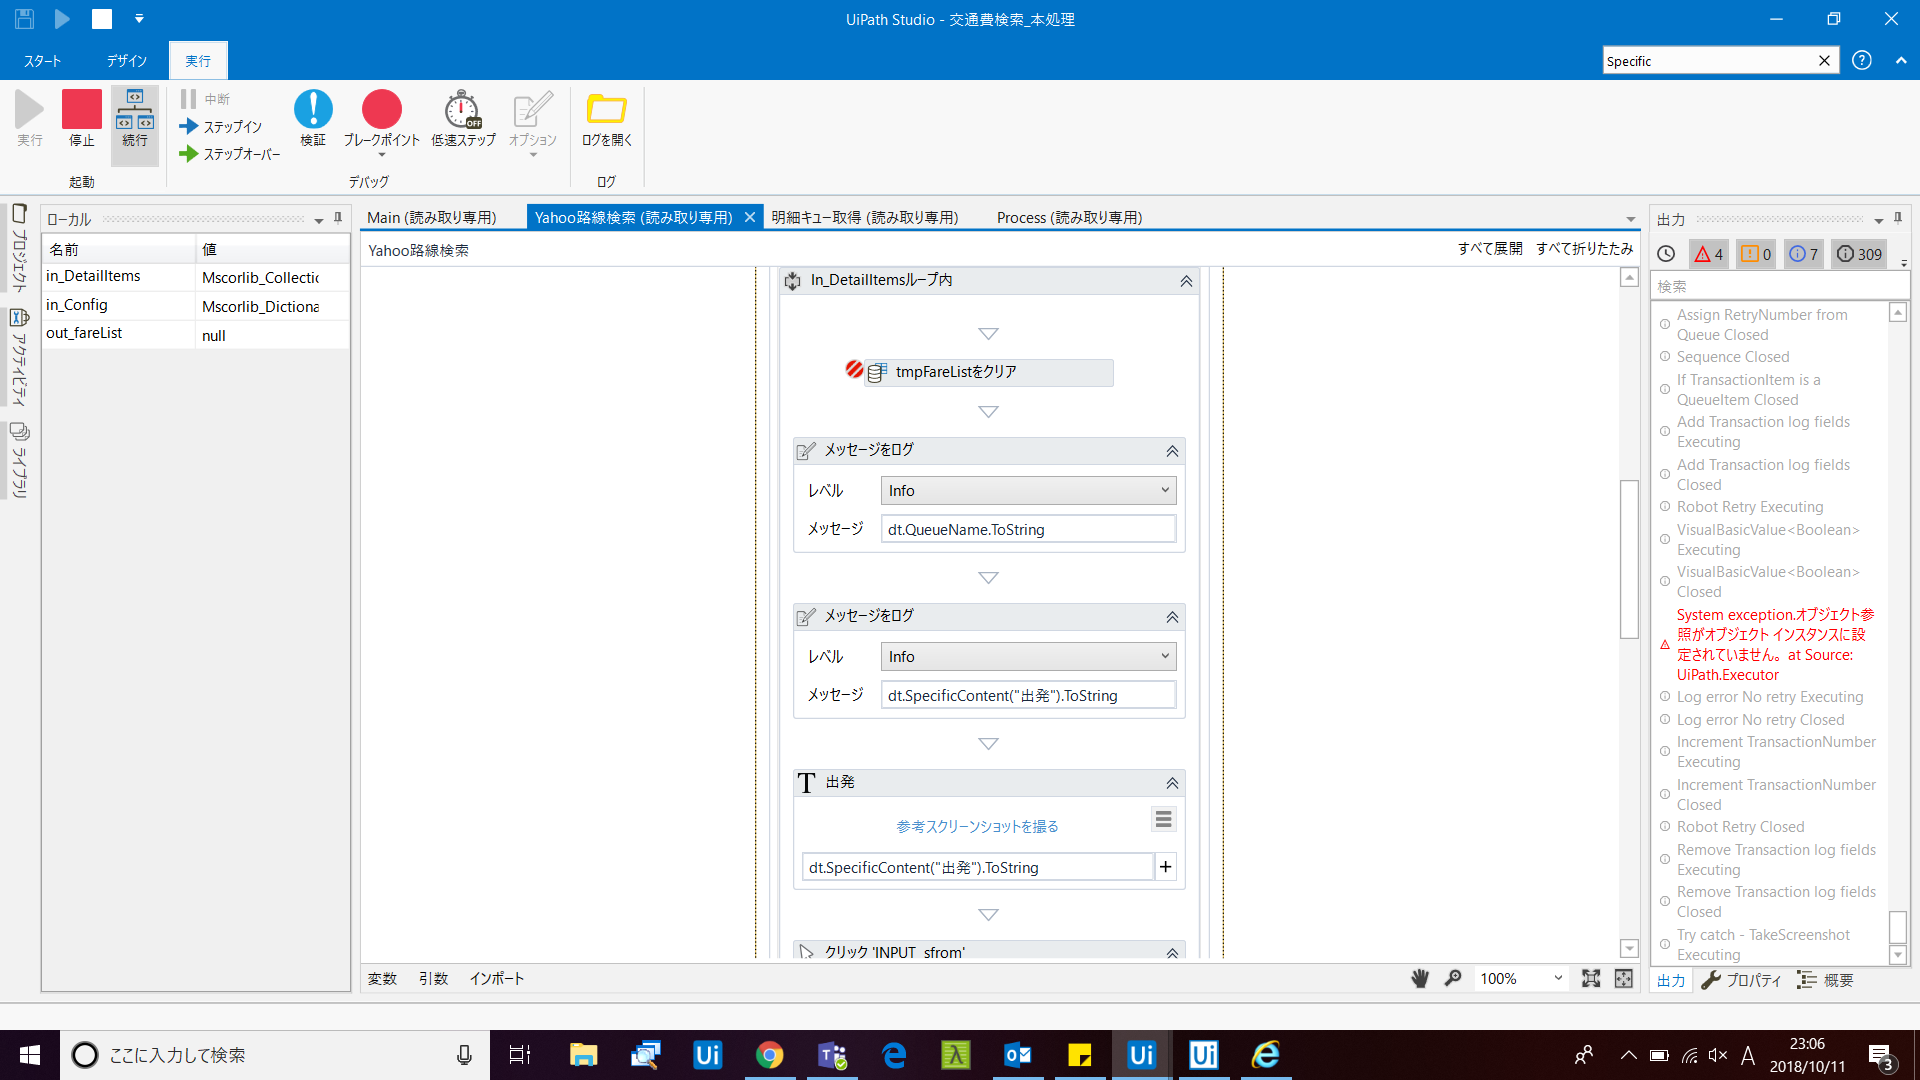 UiPath Studio - 交通費検索_本処理
スタート
デザイン
実行
Specific
実行
停止
続行
中断
ステップイン
ステップオーバー
検証
ブレークポイント
低速ステップ
オプション
ログを開く
OFF
起動
デバッグ
ログ
プロジェクト
アクティビティ
ライブラリ
ローカル
名前
値
in_DetailItems
Mscorlib_Collectic
in_Config
Mscorlib_Dictiona
out_fareList
null
Main (読み取り専用)
Yahoo路線検索 (読み取り専用)
明細キュー取得 (読み取り専用)
Process (読み取り専用)
Yahoo路線検索
すべて展開
すべて折りたたみ
In_DetailItemsループ内
tmpFareListをクリア
メッセージをログ
レベル
Info
メッセージ
dt.QueueName.ToString
メッセージをログ
レベル
Info
メッセージ
dt.SpecificContent("出発").ToString
T 出発
参考スクリーンショットを撮る
dt.SpecificContent("出発").ToString
クリック 'INPUT sfrom'
変数
引数
インポート
100%
出力
4
0
7
309
検索
Assign RetryNumber from
Queue Closed
Sequence Closed
If TransactionItem is a
QueueItem Closed
Add Transaction log fields
Executing
Add Transaction log fields
Closed
Robot Retry Executing
VisualBasicValue<Boolean>
Executing
VisualBasicValue<Boolean>
Closed
System exception.オブジェクト参
照がオブジェクト インスタンスに設
定されていません。 at Source:
UiPath.Executor
Log error No retry Executing
Log error No retry Closed
Increment TransactionNumber
Executing
Increment TransactionNumber
Closed
Robot Retry Closed
Remove Transaction log fields
Executing
Remove Transaction log fields
Closed
Try catch - TakeScreenshot
Executing
出力
プロパティ
概要
ここに入力して検索
Ui
Ui
Ui
A
23:06
2018/10/11
3